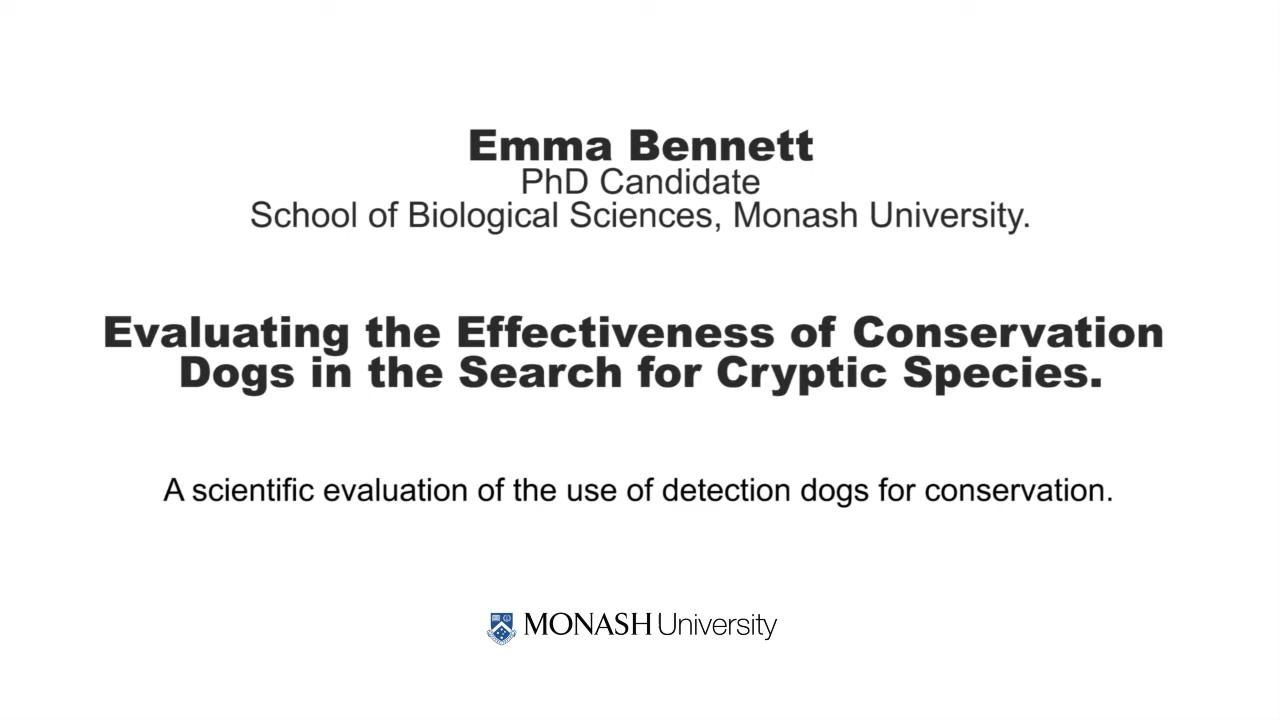 Emma Bennett
PhD Candidate
School of Biological Sciences, Monash University.
Evaluating the Effectiveness of Conservation
Dogs in the Search for Cryptic Species.
A scientific evaluation of the use of detection dogs for conservation.
MONASH University